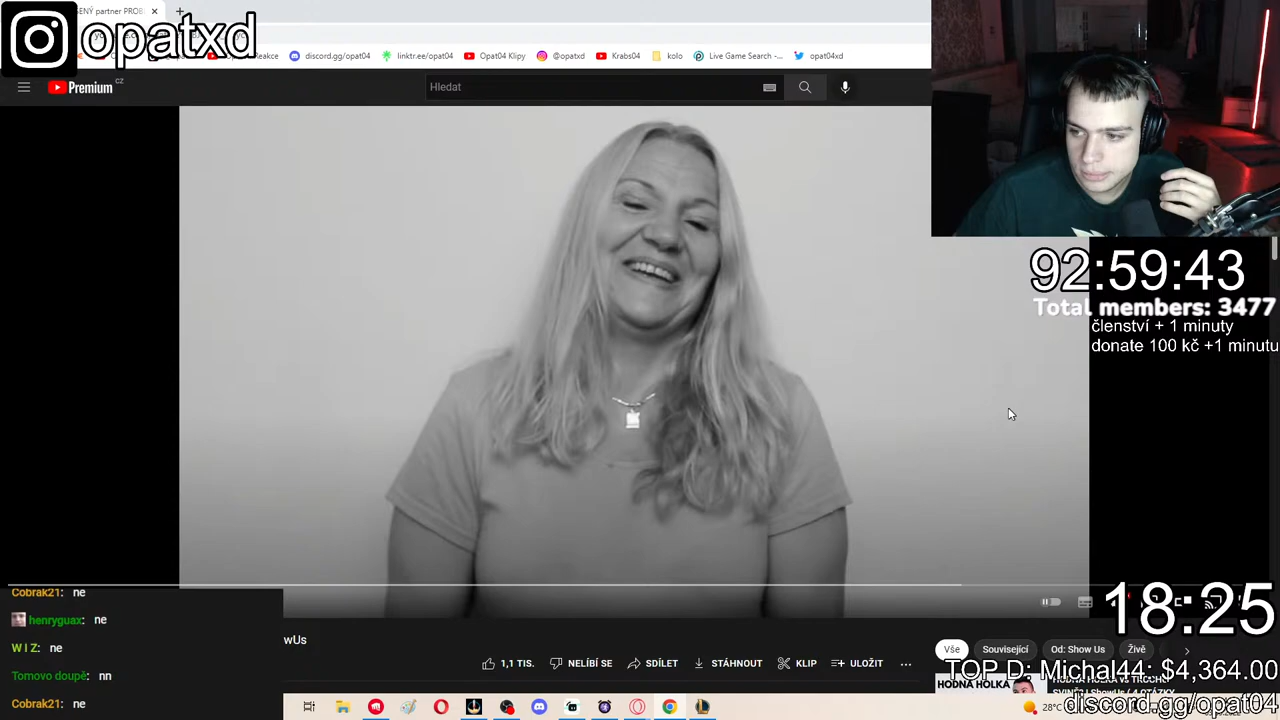 opatxd
partner
discord.gg/opat04
linktr.ee/opat04
Opat04 Klipy
@opatxd
Krabs04
kolo
Live Game Search -...
opat04xd
Premium CZ
Hledat
92:59:43
Total members: 3477
členství + 1 minuty
donate 100 kč +1 minutu
Cobrak21: ne
henryguax: ne
W I Z: ne
Tomovo doupě: nn
Cobrak21: ne
wUs
1,1 TIS.
NELÍBÍ SE
SDÍLET
STÁHNOUT
KLIP
ULOŽIT
18:25
Vše
Související
Od: Show Us
Živě
TOP D: Michal44: $4,364.00
HODNÁ HOLKA
28°C
discord.gg/opat04